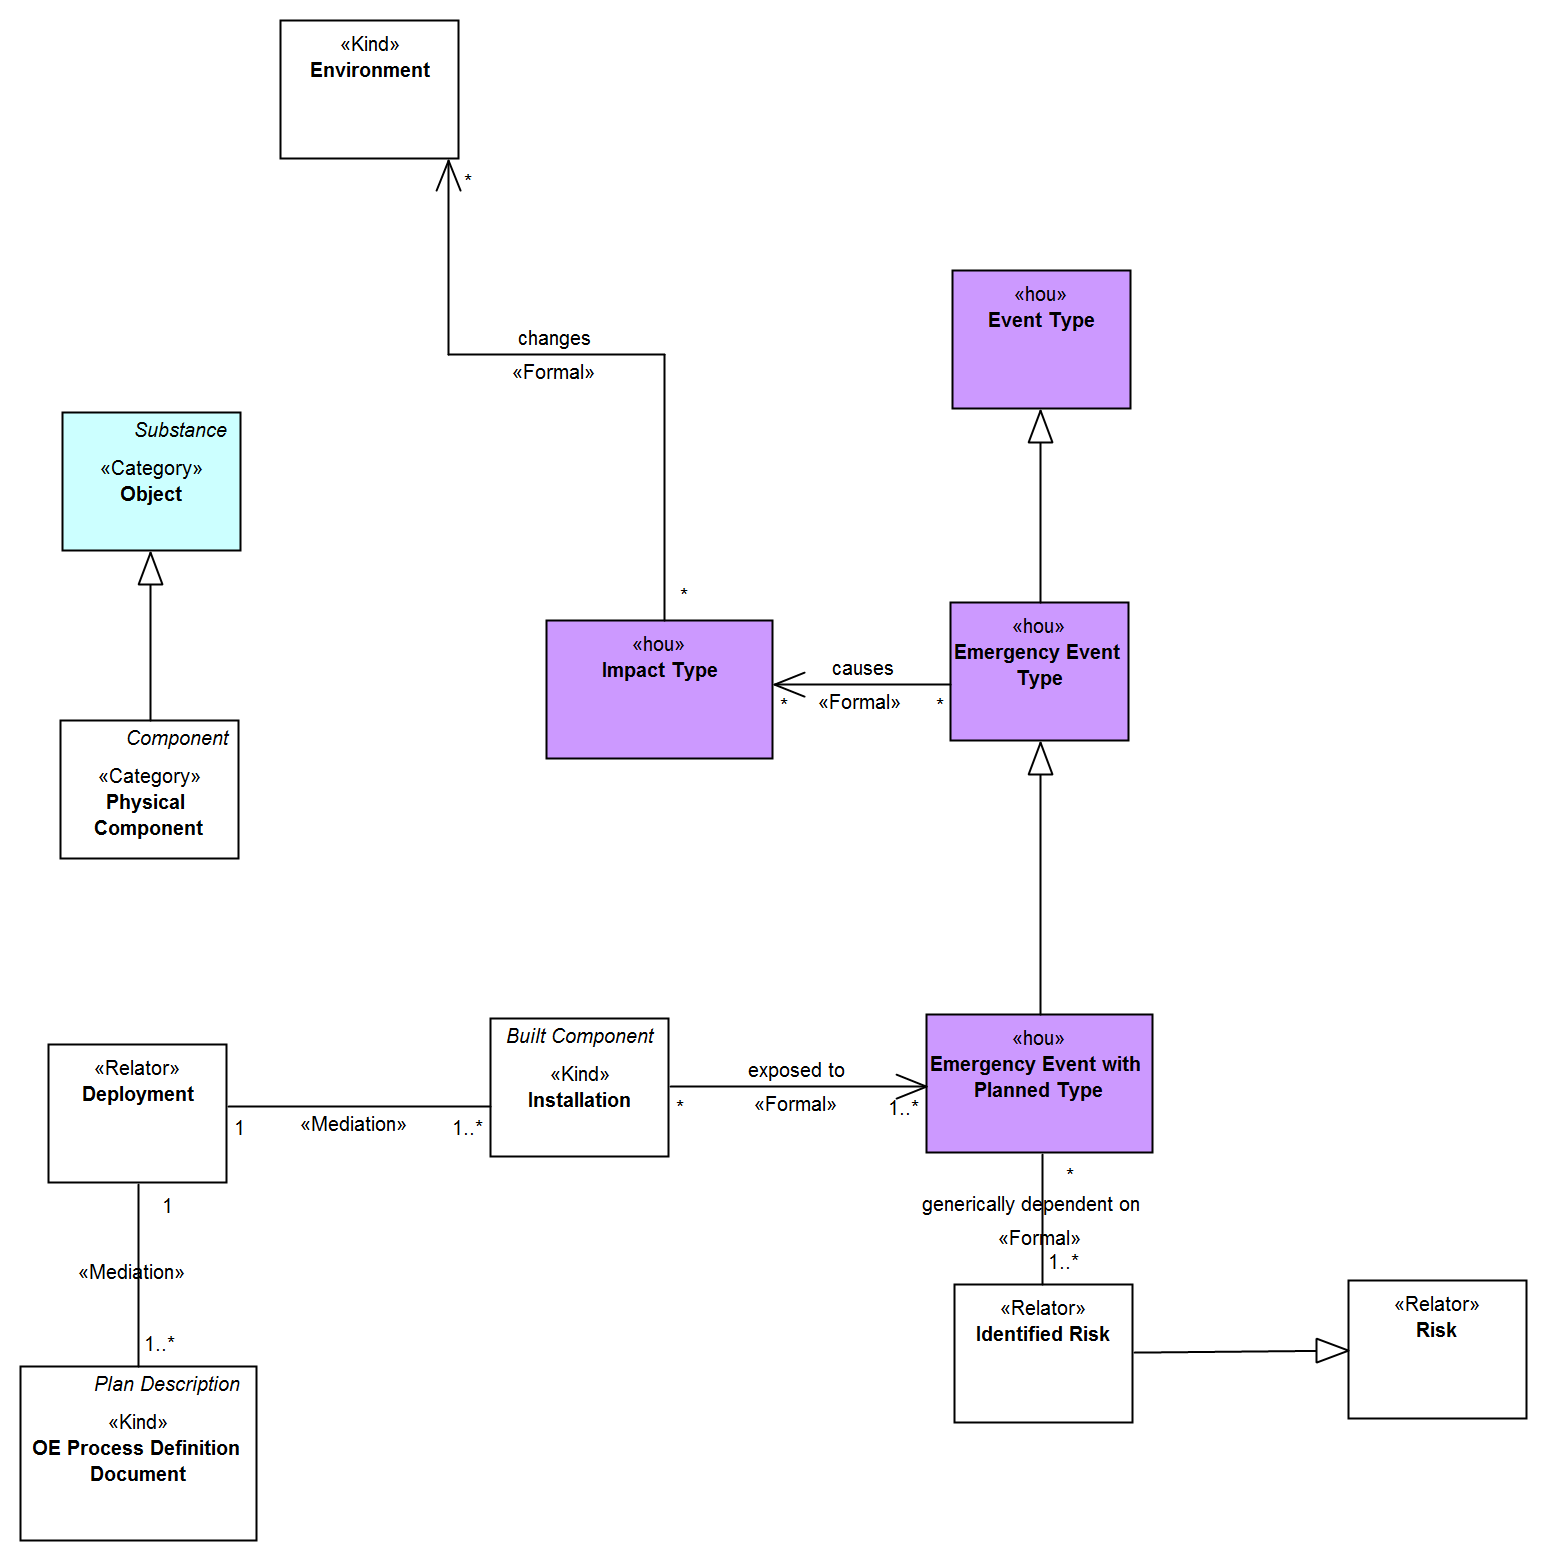 «Kind»
Environment
*
changes
«Formal»
*
«hou»
Event Type
Substance
«Category»
Object
«hou»
Impact Type
causes
«Formal»
*
*
«hou»
Emergency Event
Type
Component
«Category»
Physical
Component
«Relator»
Deployment
1
«Mediation»
1..*
Built Component
«Kind»
Installation
exposed to
«Formal»
*
1..*
«hou»
Emergency Event with
Planned Type
1
«Mediation»
1..*
*
generically dependent on
«Formal»
1..*
Plan Description
«Kind»
OE Process Definition
Document
«Relator»
Identified Risk
«Relator»
Risk